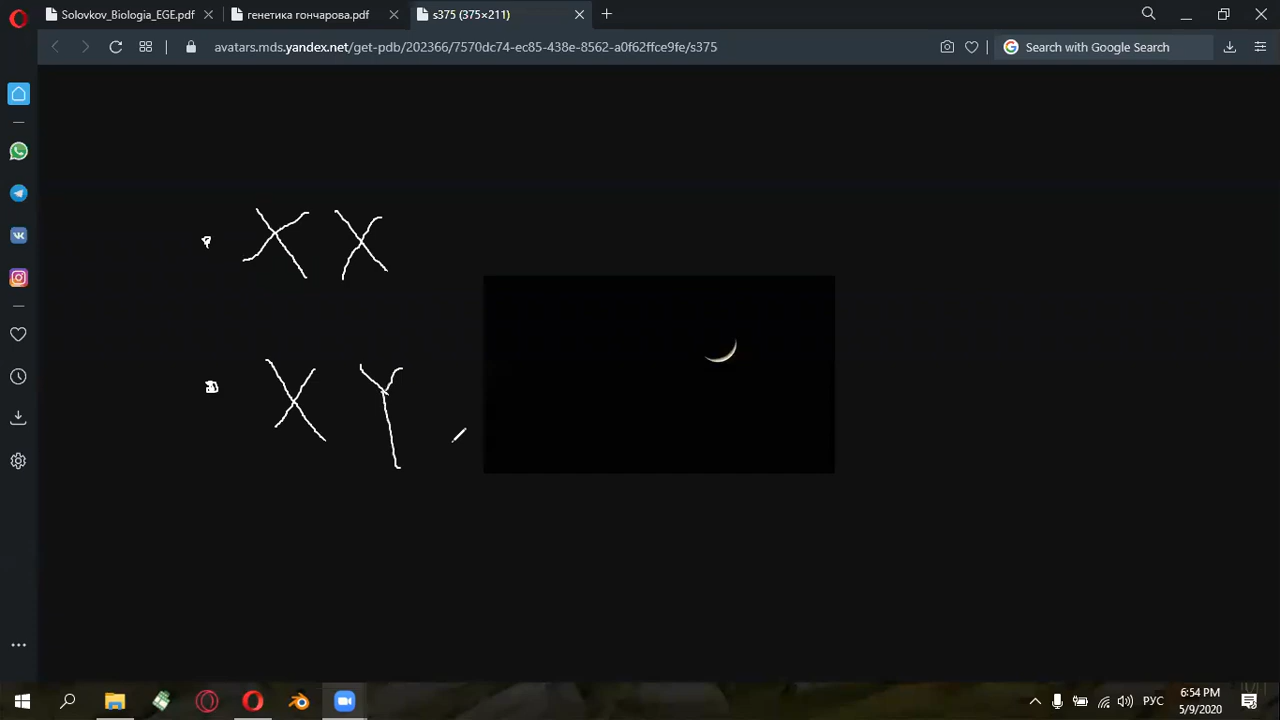 Solovkov_Biologia_EGE.pdf
генетика гончарова.pdf
s375 (375×211)
avatars.mds.yandex.net/get-pdb/202366/7570dc74-ec85-438e-8562-a0f62ffce9fe/s375
Search with Google Search
X X
X Y
РУС
6:54 PM
5/9/2020